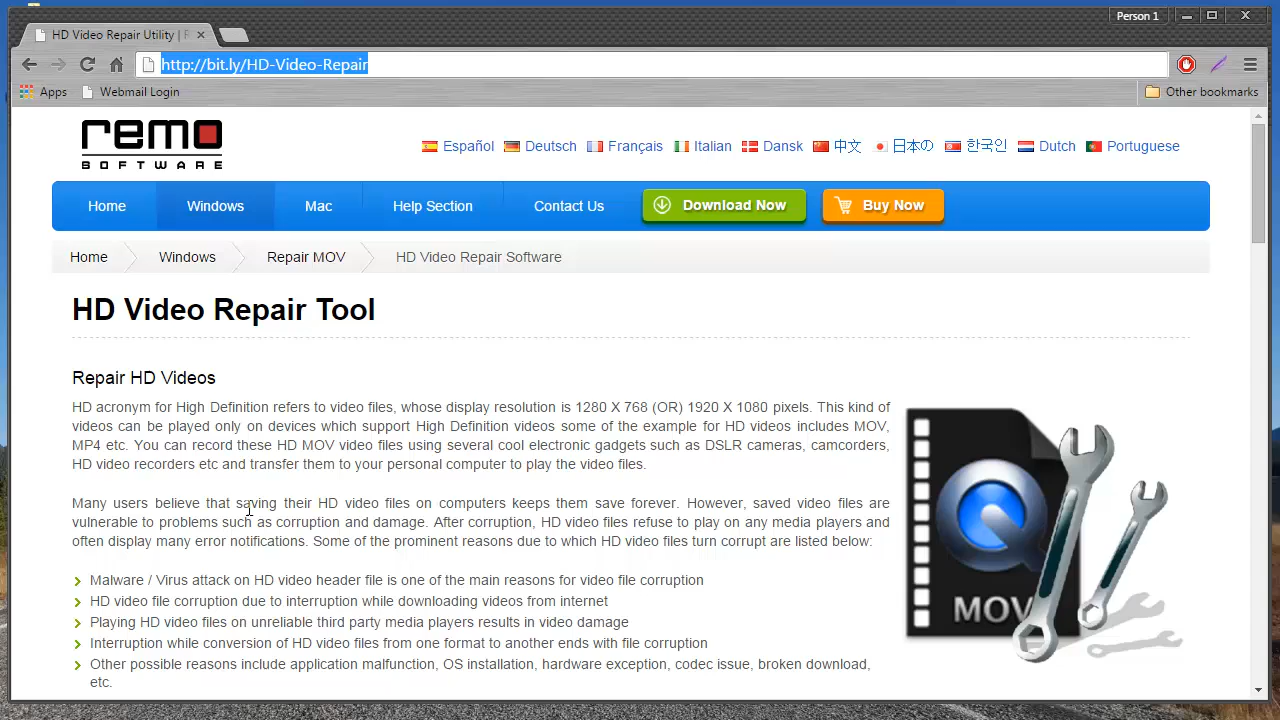 Person 1
HD Video Repair Utility | R
http://bit.ly/HD-Video-Repair
Apps Webmail Login Other bookmarks
remo
SOFTWARE
Español Deutsch Français Italian Dansk 中文 日本の 한국인 Dutch Portuguese
Home Windows Mac Help Section Contact Us Download Now Buy Now
Home Windows Repair MOV HD Video Repair Software
HD Video Repair Tool
Repair HD Videos
HD acronym for High Definition refers to video files, whose display resolution is 1280 X 768 (OR) 1920 X 1080 pixels. This kind of
videos can be played only on devices which support High Definition videos some of the example for HD videos includes MOV,
MP4 etc. You can record these HD MOV video files using several cool electronic gadgets such as DSLR cameras, camcorders,
HD video recorders etc and transfer them to your personal computer to play the video files.
Many users believe that saving their HD video files on computers keeps them save forever. However, saved video files are
vulnerable to problems such as corruption and damage. After corruption, HD video files refuse to play on any media players and
often display many error notifications. Some of the prominent reasons due to which HD video files turn corrupt are listed below:
Malware / Virus attack on HD video header file is one of the main reasons for video file corruption
HD video file corruption due to interruption while downloading videos from internet
Playing HD video files on unreliable third party media players results in video damage
Interruption while conversion of HD video files from one format to another ends with file corruption
Other possible reasons include application malfunction, OS installation, hardware exception, codec issue, broken download,
etc.
MOV